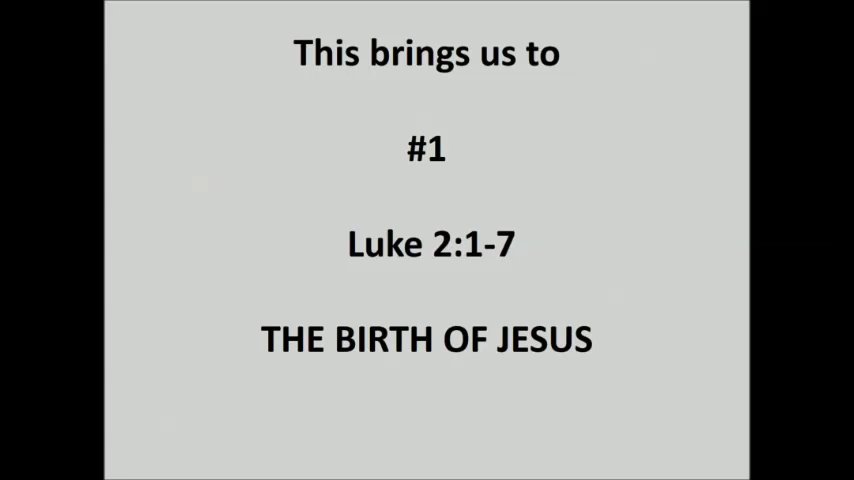 This brings us to
#1
Luke 2:1-7
THE BIRTH OF JESUS